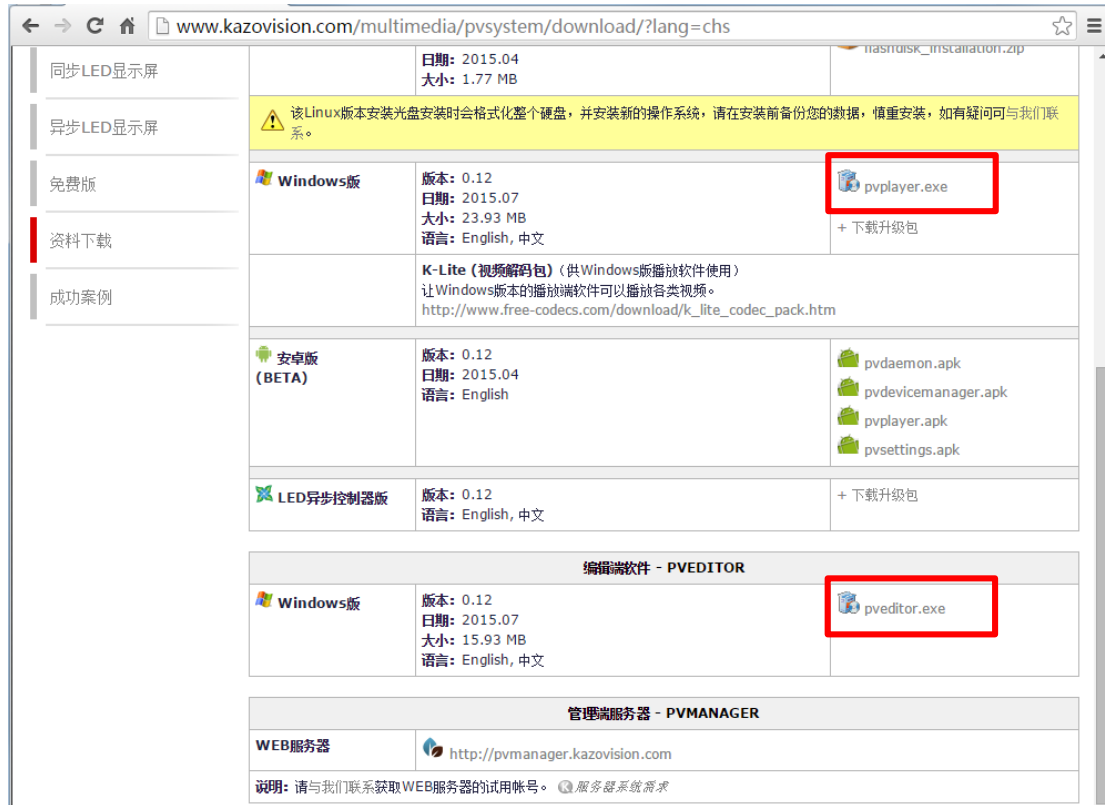 www.kazovision.com/multimedia/pvsystem/download/?lang=chs
同步LED显示屏
异步LED显示屏
免费版
资料下载
成功案例
日期: 2015.04
大小: 1.77 MB
flashdisk_installation.zip
该Linux版本安装光盘安装时会格式化整个硬盘，并安装新的操作系统，请在安装前备份您的数据，慎重安装，如有疑问可与我们联
系。
Windows版
版本: 0.12
日期: 2015.07
大小: 23.93 MB
语言: English, 中文
pvplayer.exe
+ 下载升级包
K-Lite (视频解码包)（供Windows版播放软件使用）
让Windows版本的播放端软件可以播放各类视频。
http://www.free-codecs.com/download/k_lite_codec_pack.htm
安卓版
(BETA)
版本: 0.12
日期: 2015.04
语言: English
pvdaemon.apk
pvdevicemanager.apk
pvplayer.apk
pvsettings.apk
LED异步控制器版
版本: 0.12
语言: English, 中文
+ 下载升级包
编辑端软件 - PVEDITOR
Windows版
版本: 0.12
日期: 2015.07
大小: 15.93 MB
语言: English, 中文
pveditor.exe
管理端服务器 - PVMANAGER
WEB服务器
http://pvmanager.kazovision.com
说明: 请与我们联系获取WEB服务器的试用帐号。 服务器系统需求